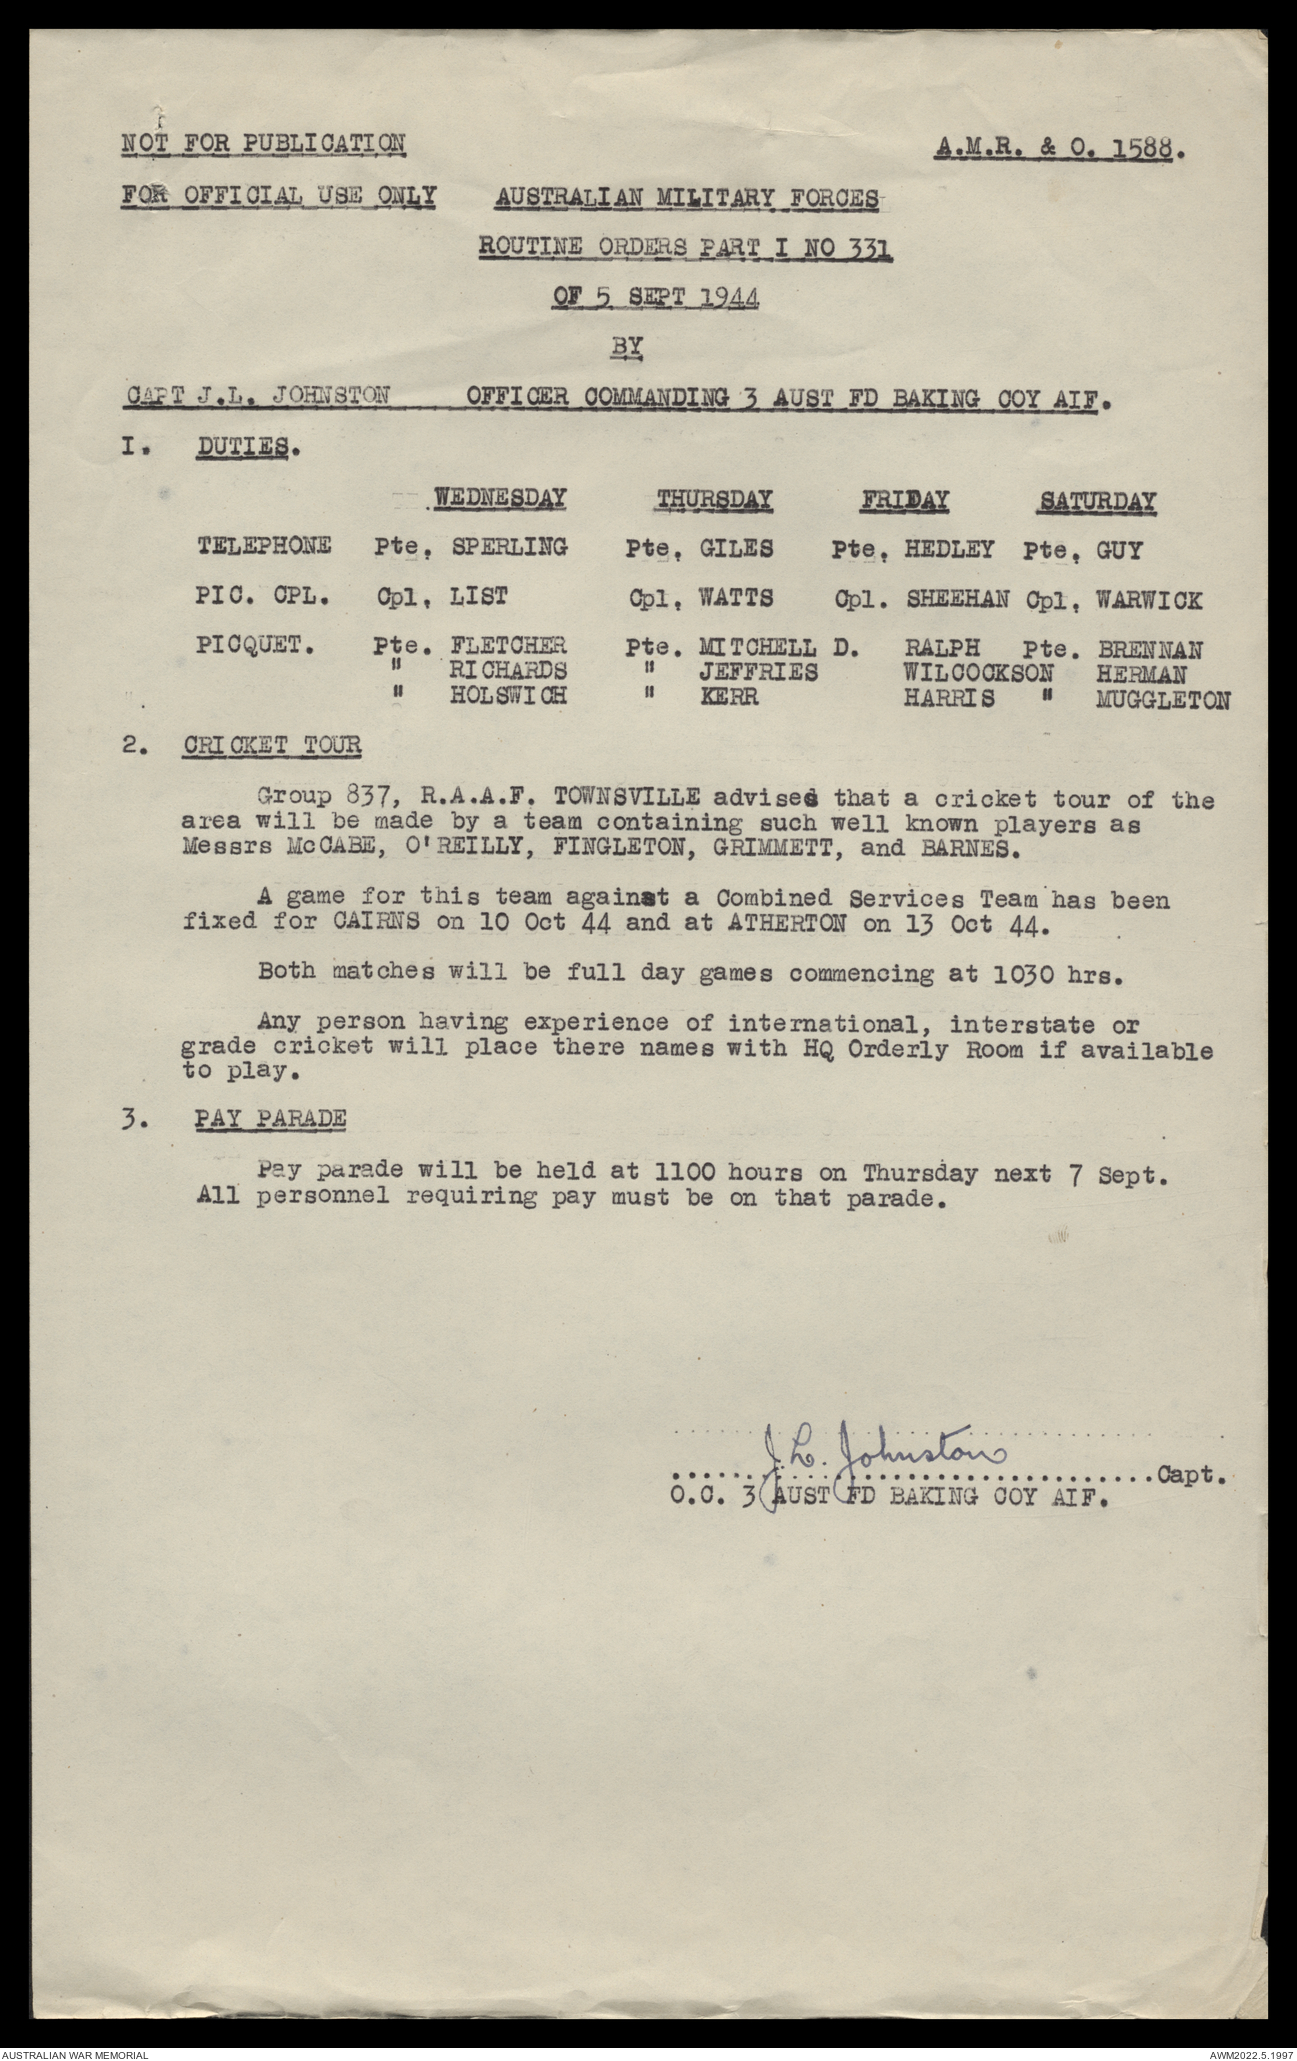 NOT FOR PUBLICATION A.M.R. & O. 1588.
FOR OFFICIAL USE ONLY AUSTRALIAN MILITARY FORCES
ROUTINE ORDERS PART I NO 331
OF 5 SEPT 1944
BY
CAPT J.L. JOHNSTON OFFICER COMMANDING 3 AUST FD BAKING COY AIF.
I. DUTIES.
WEDNESDAY THURSDAY FRIDAY SATURDAY
TELEPHONE Pte. SPERLING Pte. GILES Pte. HEDLEY Pte. GUY
PIC. CPL. Cpl. LIST Cpl. WATTS Cpl. SHEEHAN Cpl. WARWICK
PICQUET. Pte. FLETCHER Pte. MITCHELL D. RALPH Pte. BRENNAN
" RICHARDS " JEFFRIES WILCOCKSON HERMAN
" HOLSWICH " KERR HARRIS " MUGGLETON
2. CRICKET TOUR
Group 837, R.A.A.F. TOWNSVILLE advises that a cricket tour of the
area will be made by a team containing such well known players as
Messrs McCABE, O'REILLY, FINGLETON, GRIMMETT, and BARNES.
A game for this team against a Combined Services Team has been
fixed for CAIRNS on 10 Oct 44 and at ATHERTON on 13 Oct 44.
Both matches will be full day games commencing at 1030 hrs.
Any person having experience of international, interstate or
grade cricket will place there names with HQ Orderly Room if available
to play.
3. PAY PARADE
Pay parade will be held at 1100 hours on Thursday next 7 Sept.
All personnel requiring pay must be on that parade.
J.L. Johnston
................................Capt.
O.C. 3 AUST FD BAKING COY AIF.
AUSTRALIAN WAR MEMORIAL AWM2022.5.1997